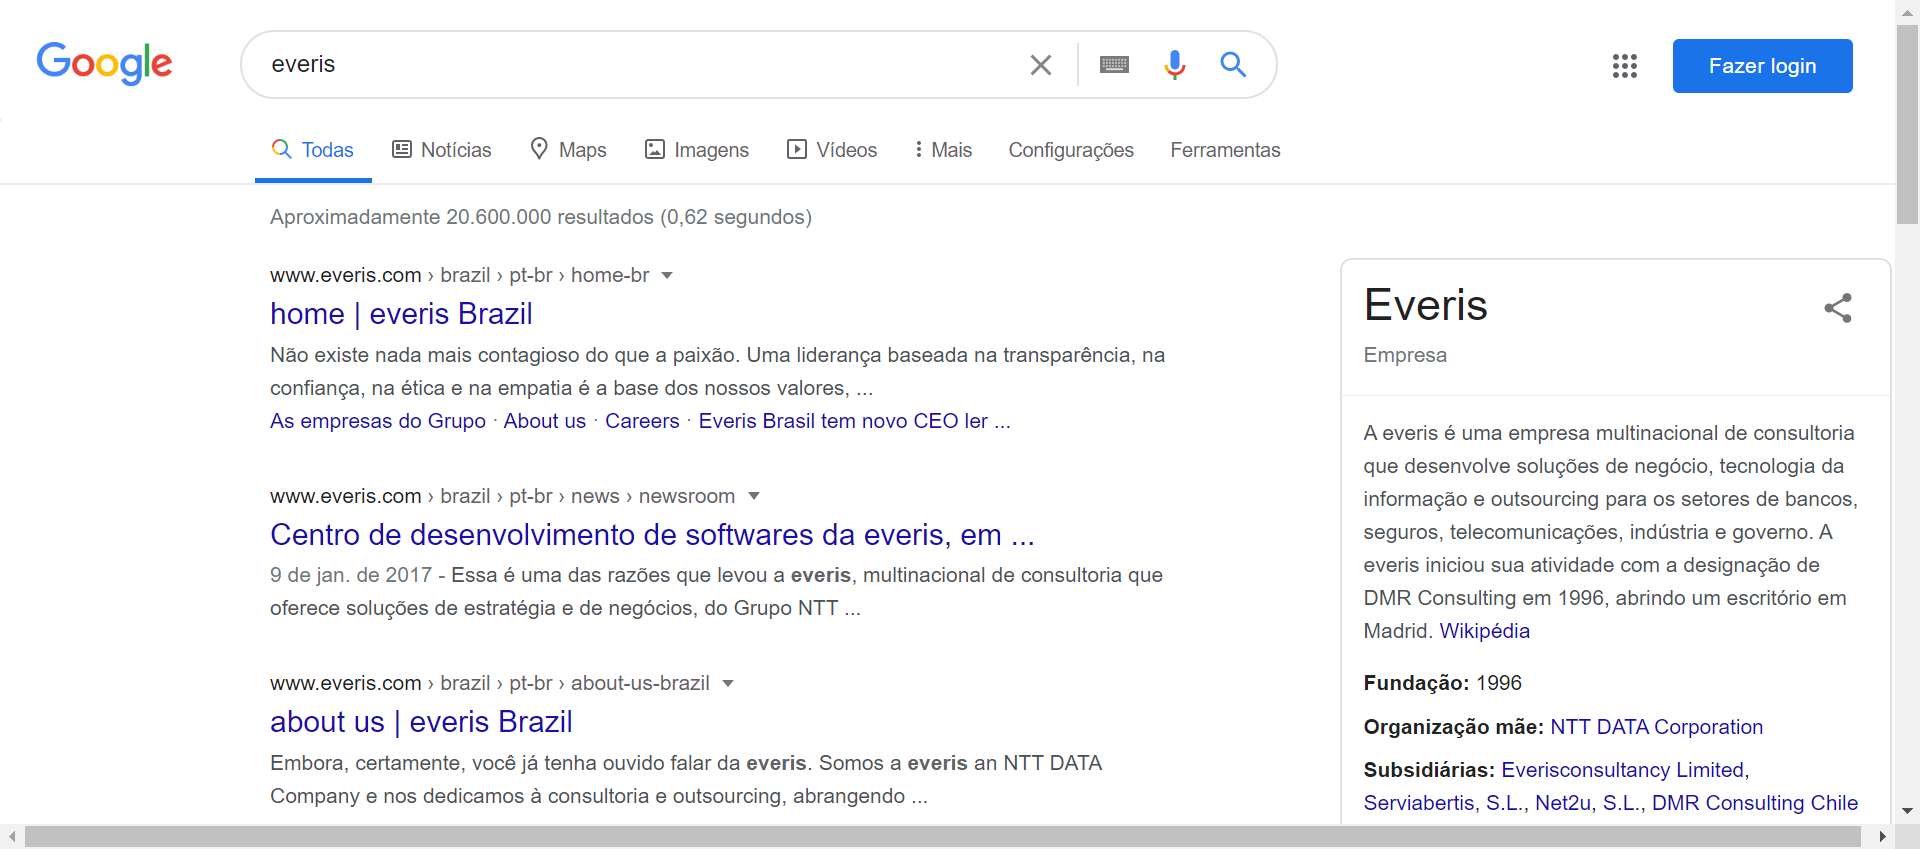 Google
everis
Fazer login
Todas Notícias Maps Imagens Vídeos Mais Configurações Ferramentas
Aproximadamente 20.600.000 resultados (0,62 segundos)
www.everis.com › brazil › pt-br › home-br
home | everis Brazil
Não existe nada mais contagioso do que a paixão. Uma liderança baseada na transparência, na
confiança, na ética e na empatia é a base dos nossos valores, ...
As empresas do Grupo · About us · Careers · Everis Brasil tem novo CEO ler ...
www.everis.com › brazil › pt-br › news › newsroom
Centro de desenvolvimento de softwares da everis, em ...
9 de jan. de 2017 - Essa é uma das razões que levou a everis, multinacional de consultoria que
oferece soluções de estratégia e de negócios, do Grupo NTT ...
www.everis.com › brazil › pt-br › about-us-brazil
about us | everis Brazil
Embora, certamente, você já tenha ouvido falar da everis. Somos a everis an NTT DATA
Company e nos dedicamos à consultoria e outsourcing, abrangendo ...
Everis
Empresa
A everis é uma empresa multinacional de consultoria
que desenvolve soluções de negócio, tecnologia da
informação e outsourcing para os setores de bancos,
seguros, telecomunicações, indústria e governo. A
everis iniciou sua atividade com a designação de
DMR Consulting em 1996, abrindo um escritório em
Madrid. Wikipédia
Fundação: 1996
Organização mãe: NTT DATA Corporation
Subsidiárias: Everisconsultancy Limited,
Serviabertis, S.L., Net2u, S.L., DMR Consulting Chile